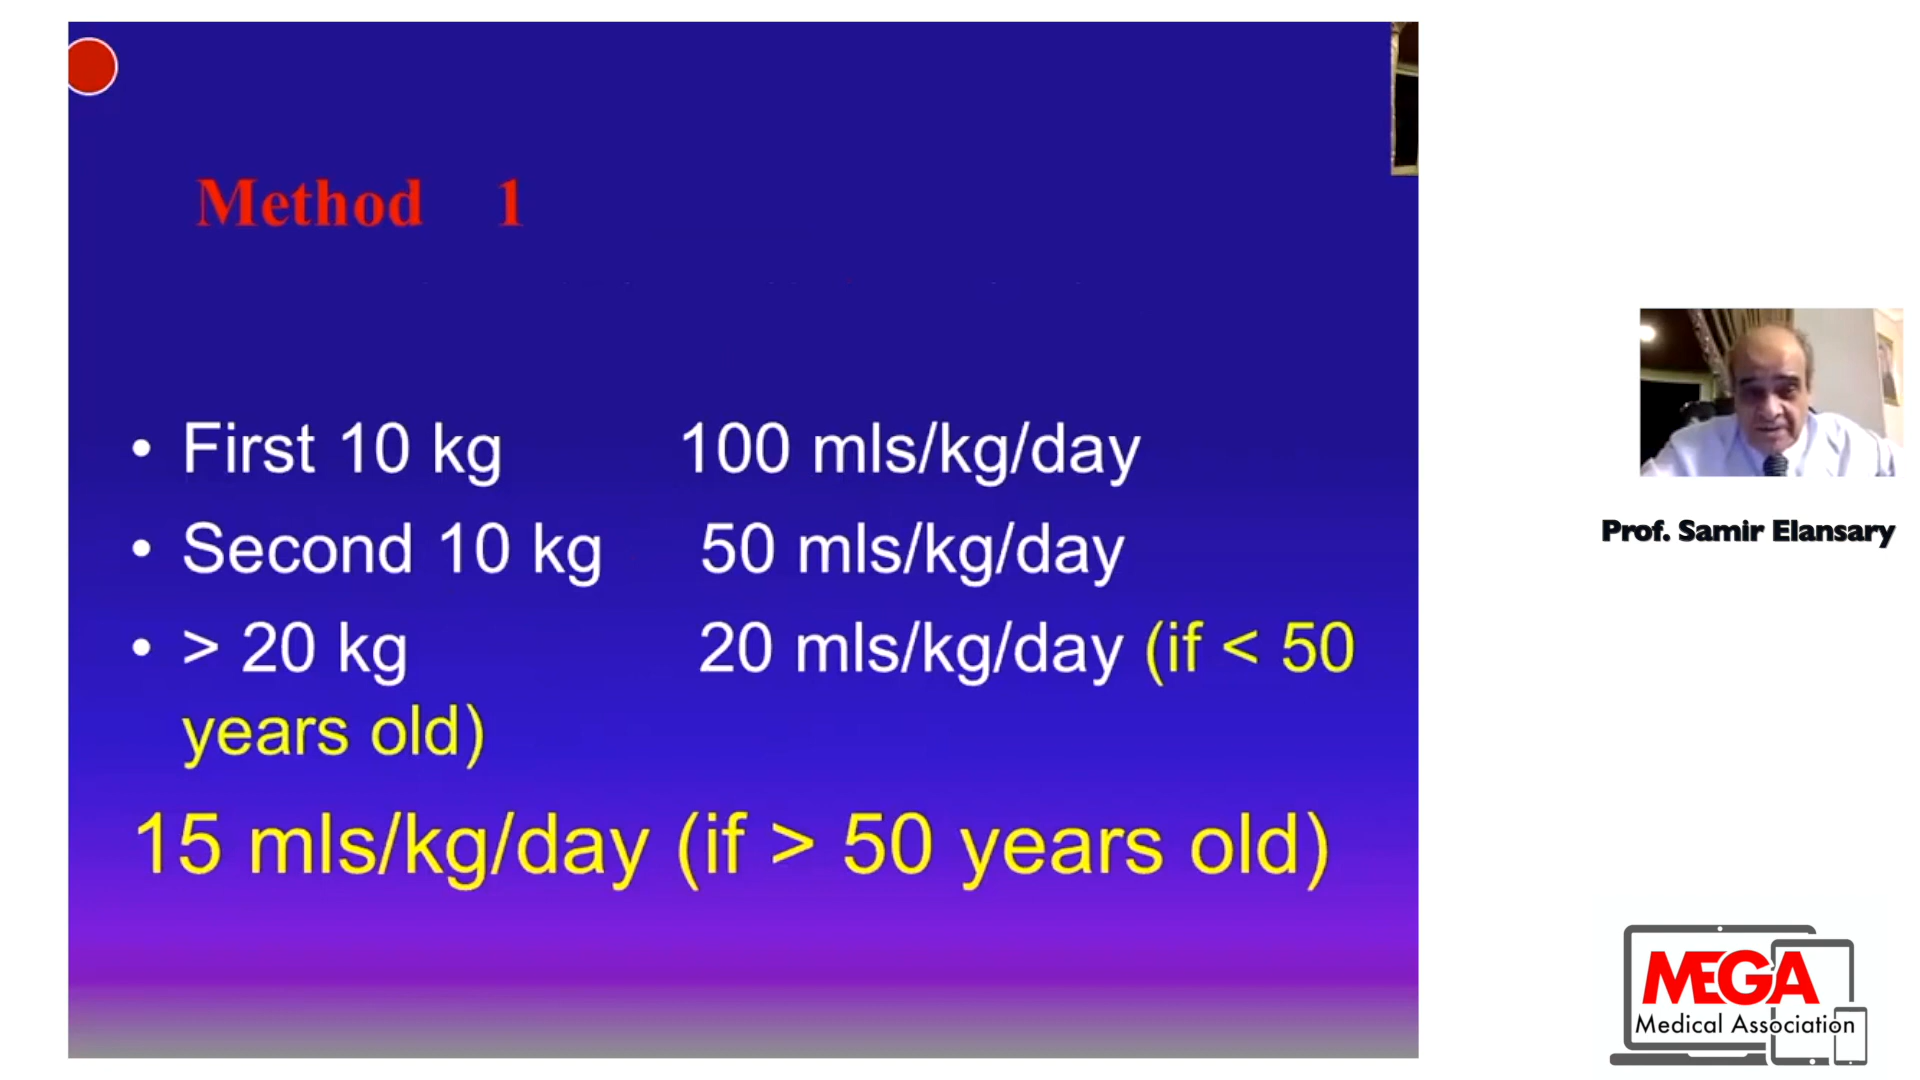 Method 1
• First 10 kg 100 mls/kg/day
• Second 10 kg 50 mls/kg/day
• > 20 kg 20 mls/kg/day (if < 50
years old)
15 mls/kg/day (if > 50 years old)
Prof. Samir Elansary
MEGA
Medical Association